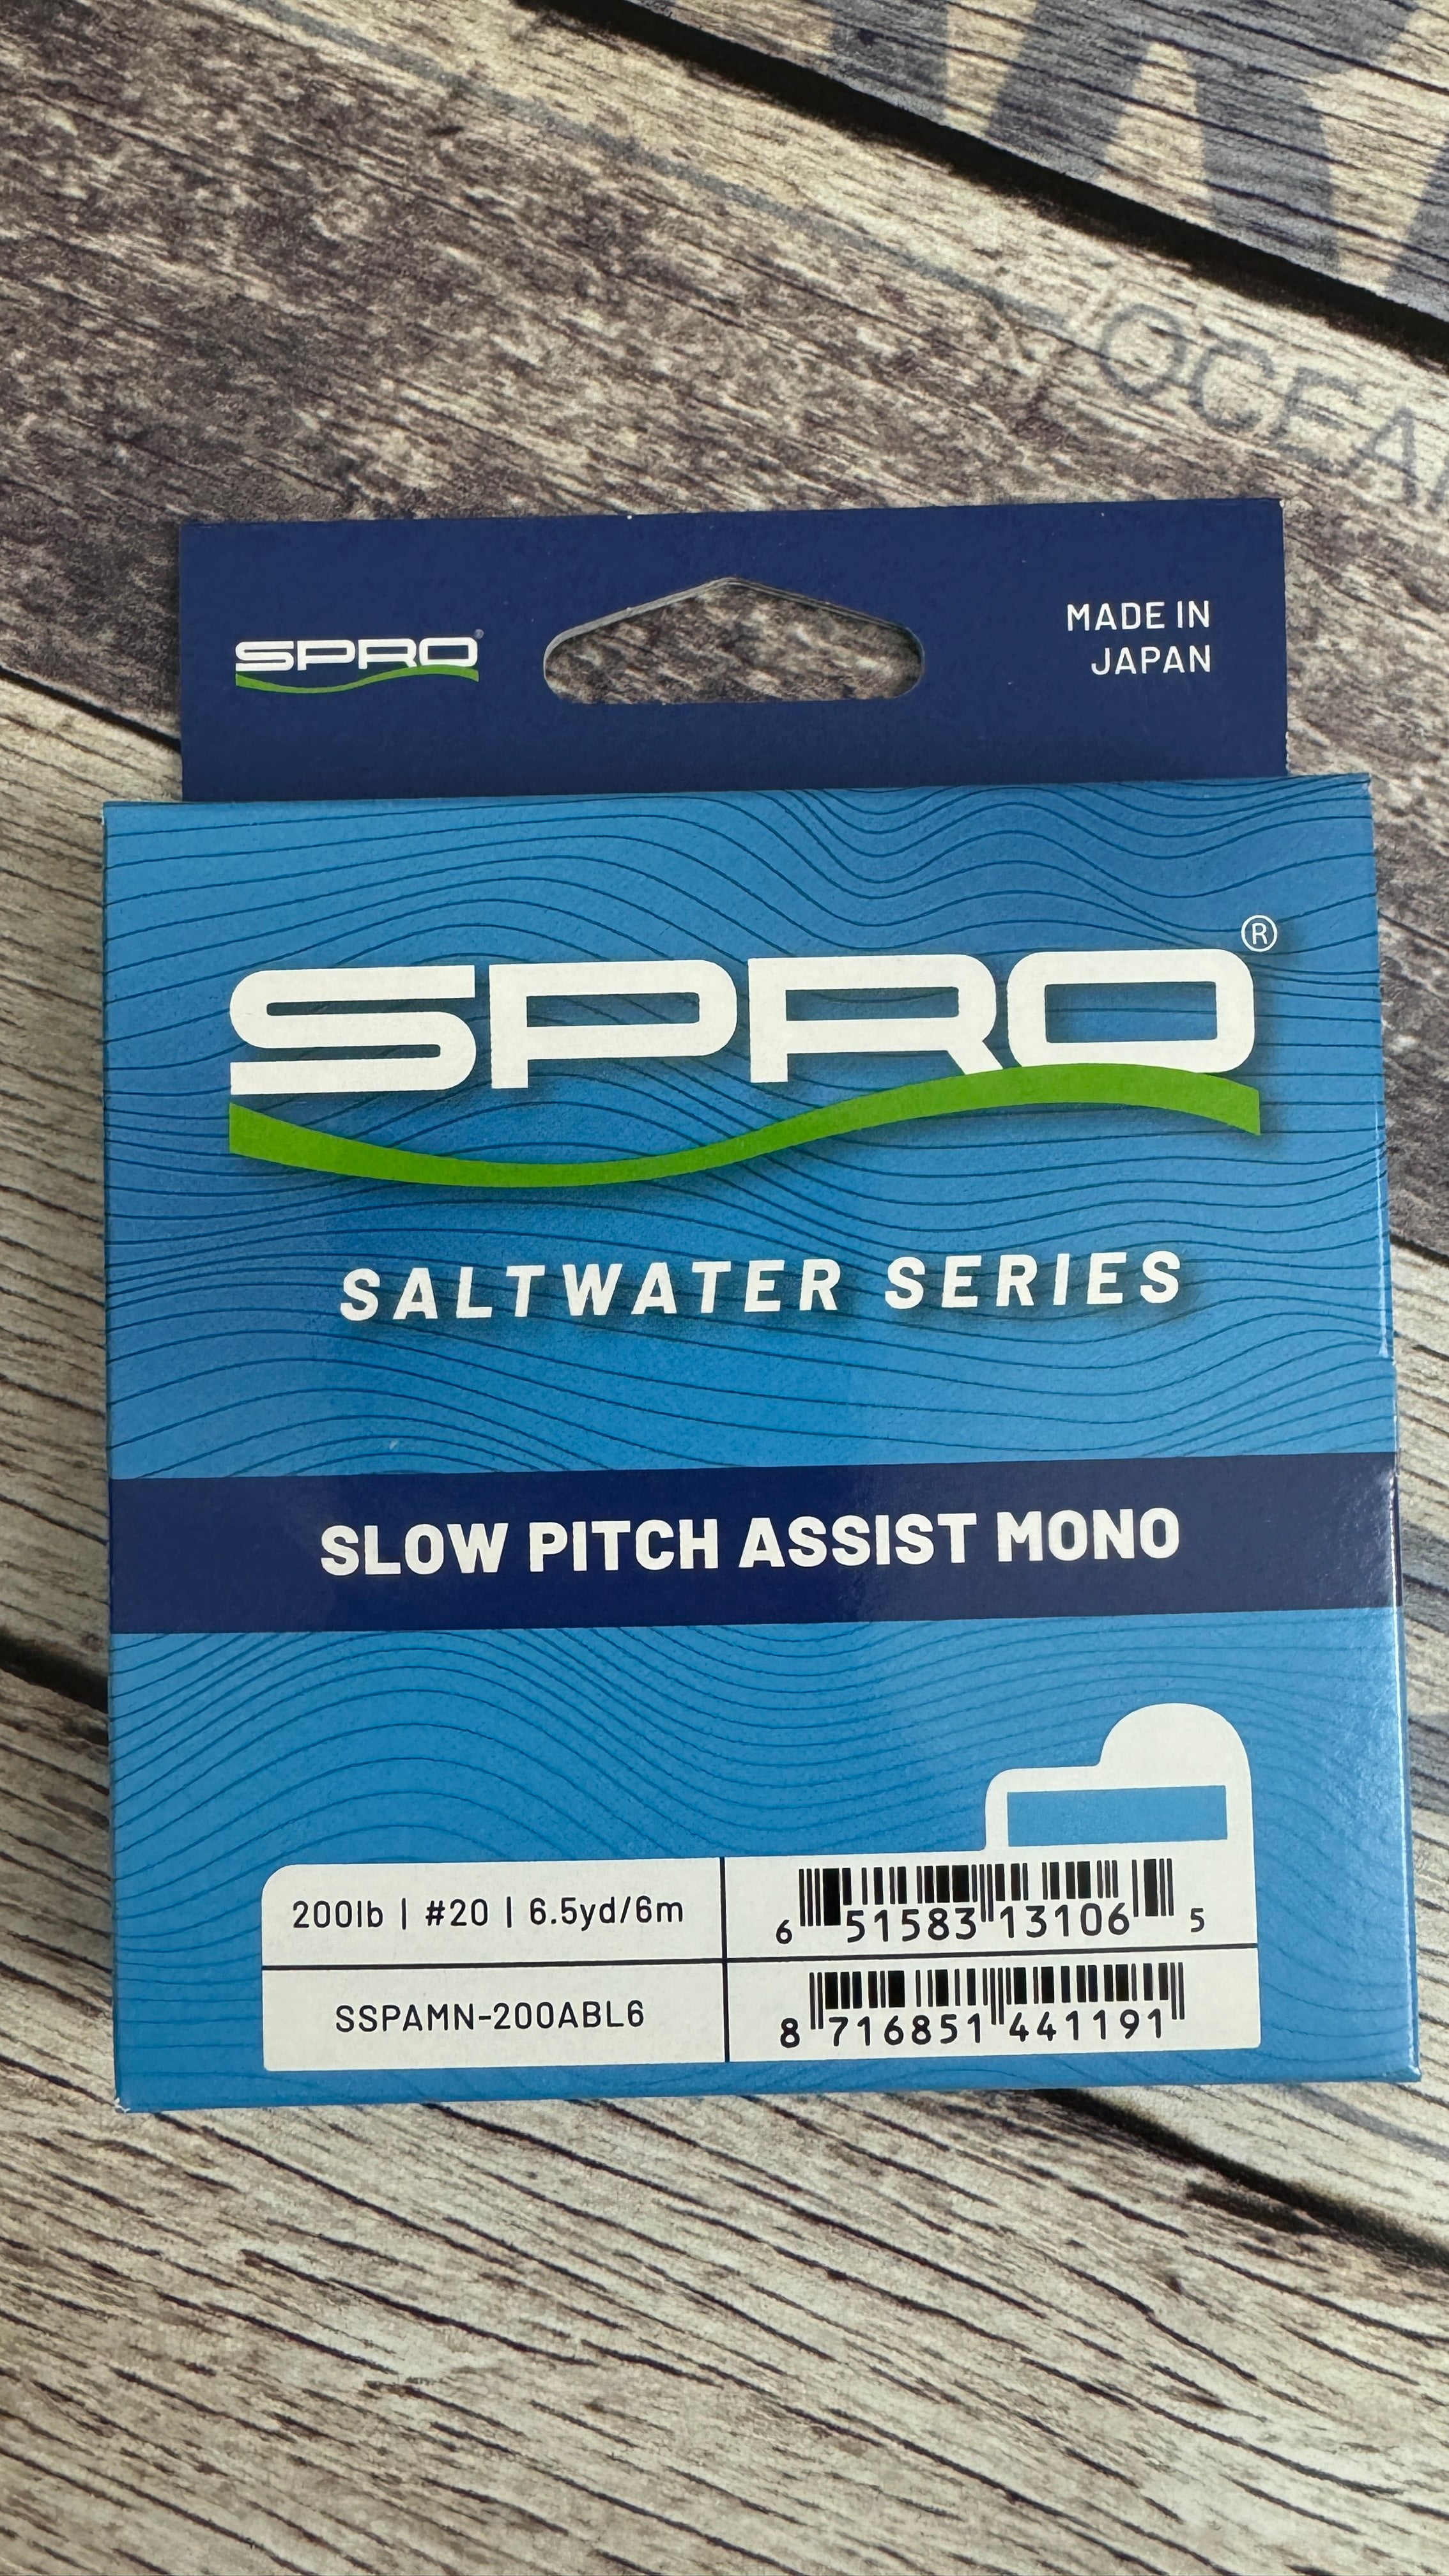 OCEA
SPRO®
MADE IN
JAPAN
SPRO®
SALTWATER SERIES
SLOW PITCH ASSIST MONO
200lb | #20 | 6.5yd/6m
6 51583 13106 5
SSPAMN-200ABL6
8 716851 441191